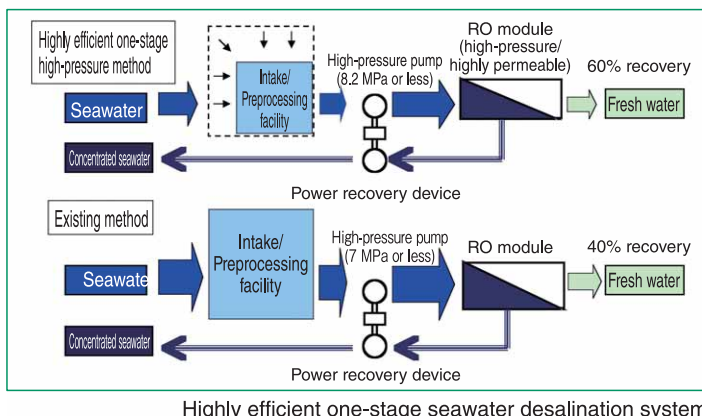 Highly efficient one-stage
high-pressure method
Intake/
Preprocessing
facility
High-pressure pump
(8.2 MPa or less)
RO module
(high-pressure/
highly permeable)
60% recovery
Seawater
Fresh water
Concentrated seawater
Power recovery device
Existing method
Intake/
Preprocessing
facility
High-pressure pump
(7 MPa or less)
RO module
40% recovery
Seawate
Fresh water
Concentrated seawater
Power recovery device
Highly efficient one-stage seawater desalination system